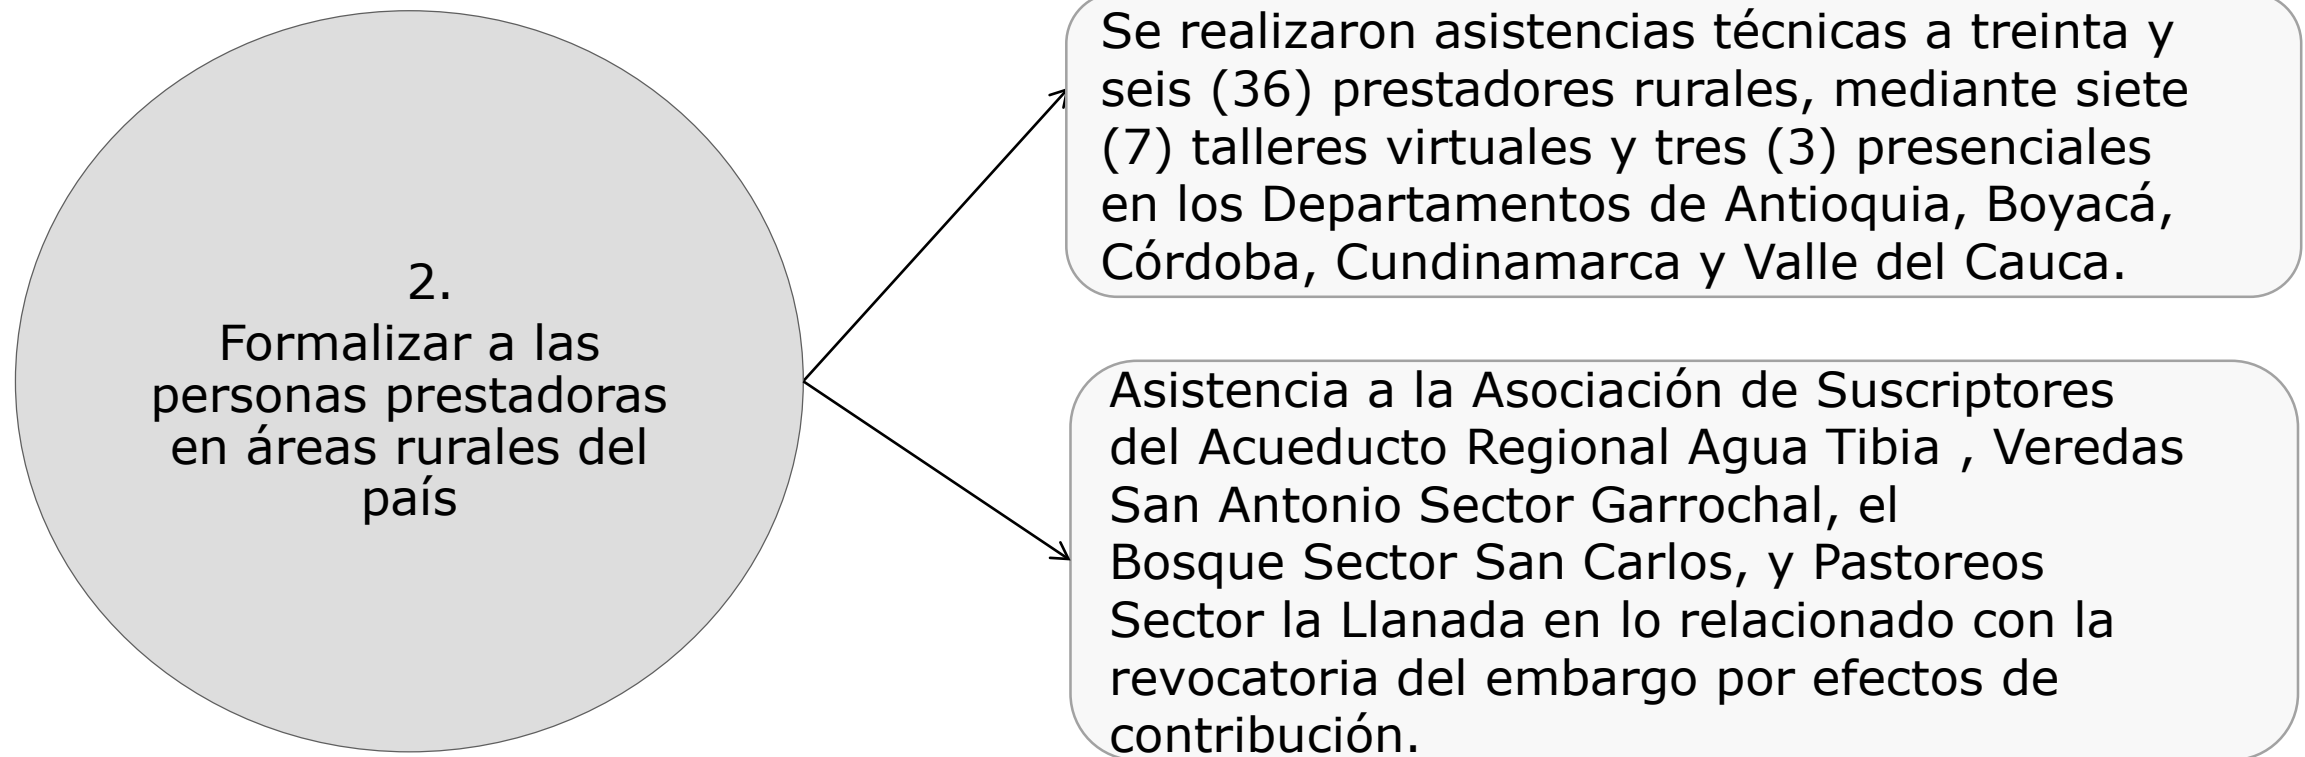 2.
Formalizar a las
personas prestadoras
en áreas rurales del
país
Se realizaron asistencias técnicas a treinta y
seis (36) prestadores rurales, mediante siete
(7) talleres virtuales y tres (3) presenciales
en los Departamentos de Antioquia, Boyacá,
Córdoba, Cundinamarca y Valle del Cauca.
Asistencia a la Asociación de Suscriptores
del Acueducto Regional Agua Tibia , Veredas
San Antonio Sector Garrochal, el
Bosque Sector San Carlos, y Pastoreos
Sector la Llanada en lo relacionado con la
revocatoria del embargo por efectos de
contribución.